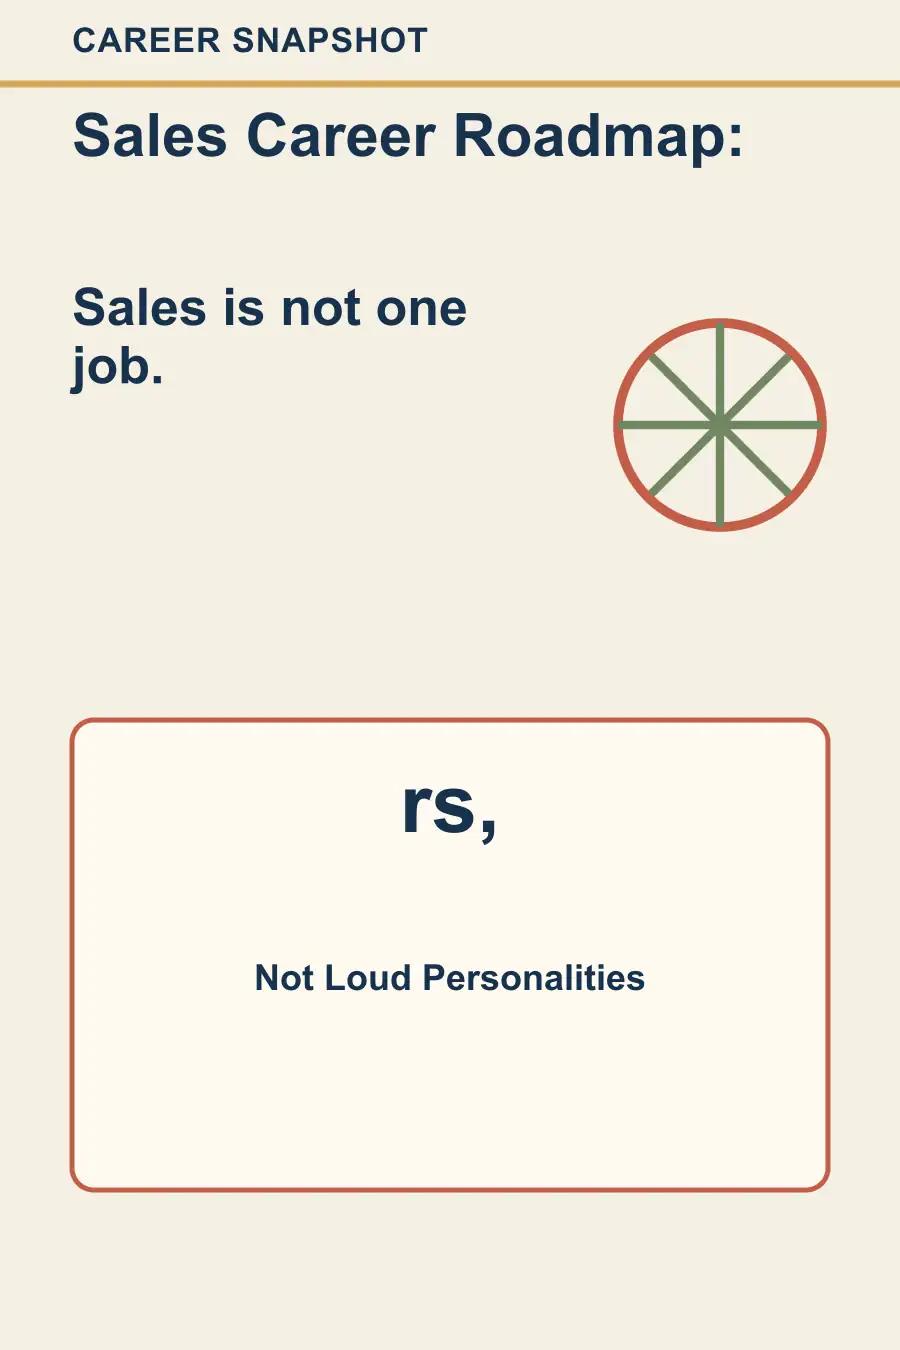 CAREER SNAPSHOT
Sales Career Roadmap:
Sales is not one
job.
rs,
Not Loud Personalities